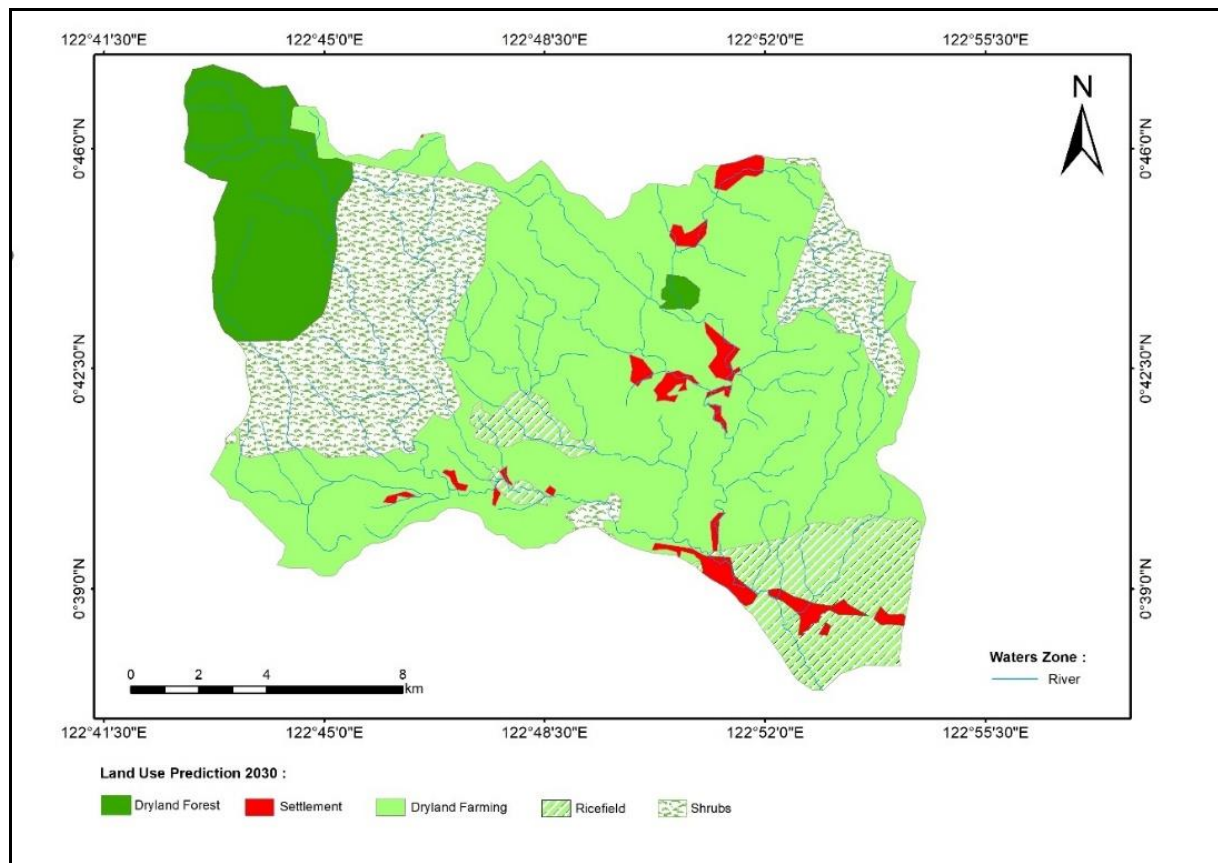 122°41'30"E 122°45'0"E 122°48'30"E 122°52'0"E 122°55'30"E
N
0°46'0"N 0°46'0"N
0°42'30"N 0°42'30"N
0°39'0"N 0°39'0"N
Waters Zone :
River
0 2 4 8
km
122°41'30"E 122°45'0"E 122°48'30"E 122°52'0"E 122°55'30"E
Land Use Prediction 2030 :
Dryland Forest Settlement Dryland Farming Ricefield Shrubs